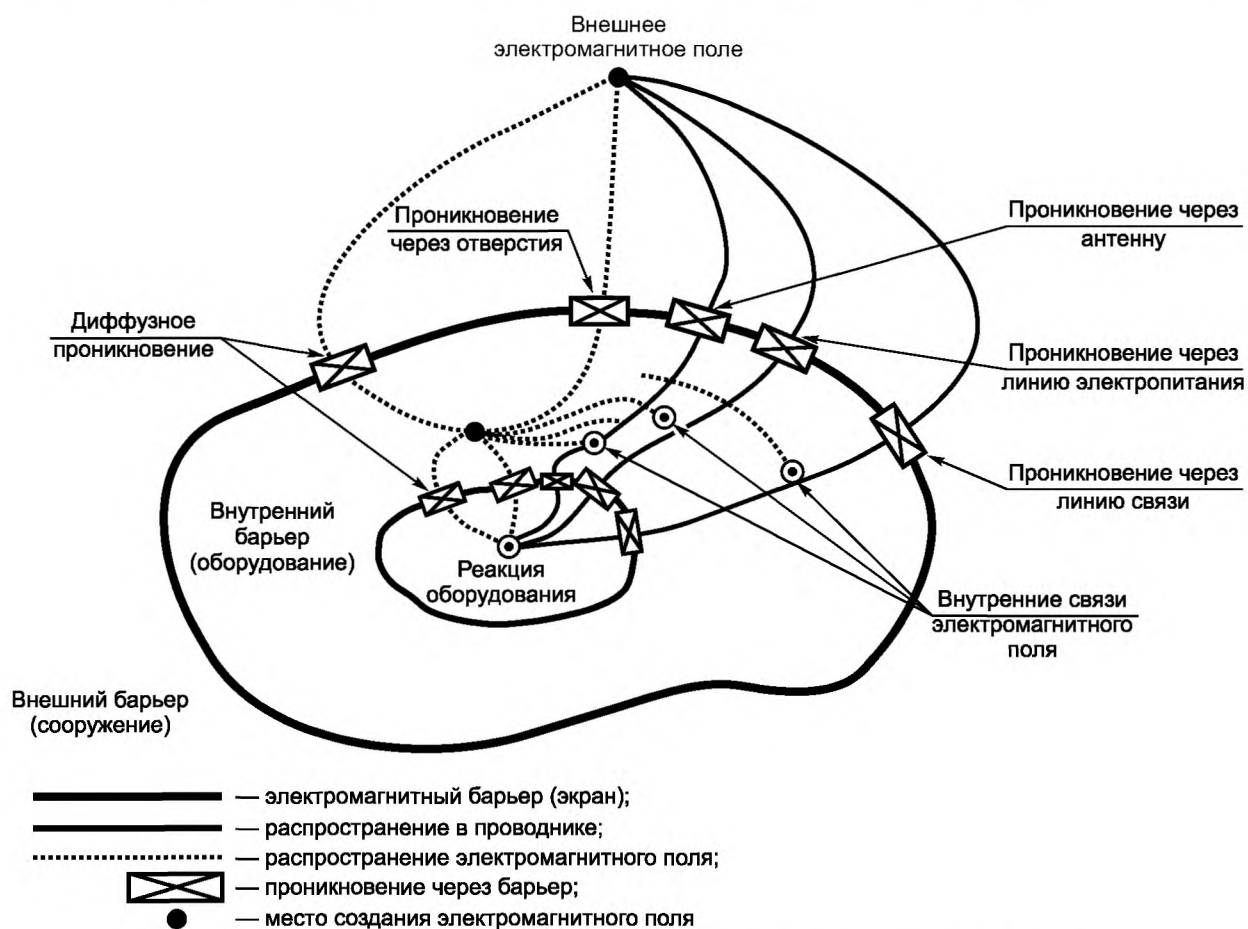 Внешнее
электромагнитное поле
Проникновение
через отверстия
Проникновение через
антенну
Диффузное
проникновение
Проникновение через
линию электропитания
Проникновение через
линию связи
Внутренний
барьер
(оборудование)
Реакция
оборудования
Внутренние связи
электромагнитного
поля
Внешний барьер
(сооружение)
— электромагнитный барьер (экран);
— распространение в проводнике;
— распространение электромагнитного поля;
— проникновение через барьер;
— место создания электромагнитного поля